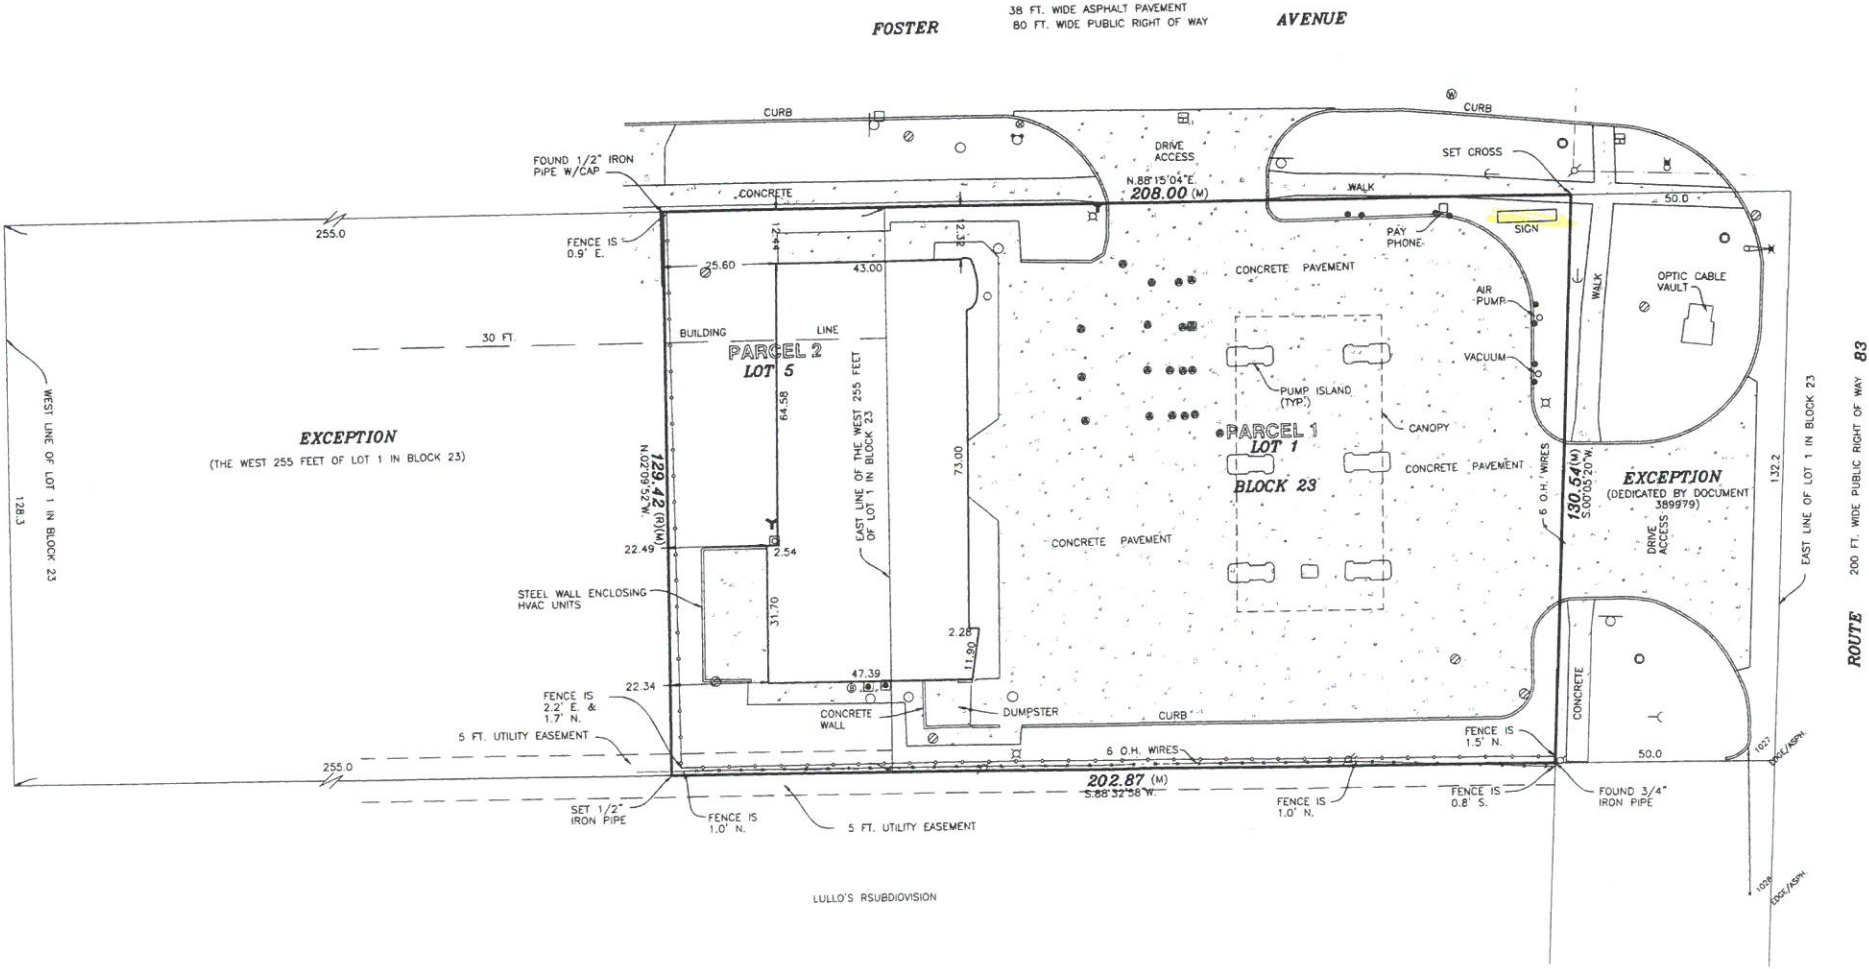 38 FT. WIDE ASPHALT PAVEMENT
80 FT. WIDE PUBLIC RIGHT OF WAY
FOSTER
AVENUE
CURB
CURB
FOUND 1/2" IRON
PIPE W/CAP
DRIVE
ACCESS
SET CROSS
N.88°15'04"E.
208.00 (M)
CONCRETE
WALK
50.0
255.0
FENCE IS
0.9' E.
12.44
12.32
PAY
PHONE
SIGN
25.60
43.00
CONCRETE PAVEMENT
WALK
OPTIC CABLE
VAULT
AIR
PUMP
30 FT.
BUILDING
LINE
PARCEL 2
LOT 5
VACUUM
PUMP ISLAND
(TYP.)
64.58
EAST LINE OF THE WEST 255 FEET
OF LOT 1 IN BLOCK 23
WEST LINE OF LOT 1 IN BLOCK 23
128.3
EXCEPTION
(THE WEST 255 FEET OF LOT 1 IN BLOCK 23)
129.42 (R)(M)
N.02°09'52"W.
73.00
PARCEL 1
LOT 1
BLOCK 23
CANOPY
CONCRETE PAVEMENT
6 O.H. WIRES
130.54 (M)
S.00°05'20"W.
EXCEPTION
(DEDICATED BY DOCUMENT
389979)
DRIVE
ACCESS
132.2
EAST LINE OF LOT 1 IN BLOCK 23
ROUTE 83
200 FT. WIDE PUBLIC RIGHT OF WAY
CONCRETE PAVEMENT
22.49
2.54
STEEL WALL ENCLOSING
HVAC UNITS
31.70
2.28
11.90
22.34
47.39
FENCE IS
2.2' E. &
1.7' N.
CONCRETE
WALL
DUMPSTER
CURB
CONCRETE
5 FT. UTILITY EASEMENT
6 O.H. WIRES
FENCE IS
1.5' N.
50.0
1027
EDGE/ASPH.
255.0
202.87 (M)
S.88°32'58"W.
SET 1/2"
IRON PIPE
FENCE IS
1.0' N.
5 FT. UTILITY EASEMENT
FENCE IS
1.0' N.
FENCE IS
0.8' S.
FOUND 3/4"
IRON PIPE
1028
EDGE/ASPH.
LULLO'S RSUBDIOVISION